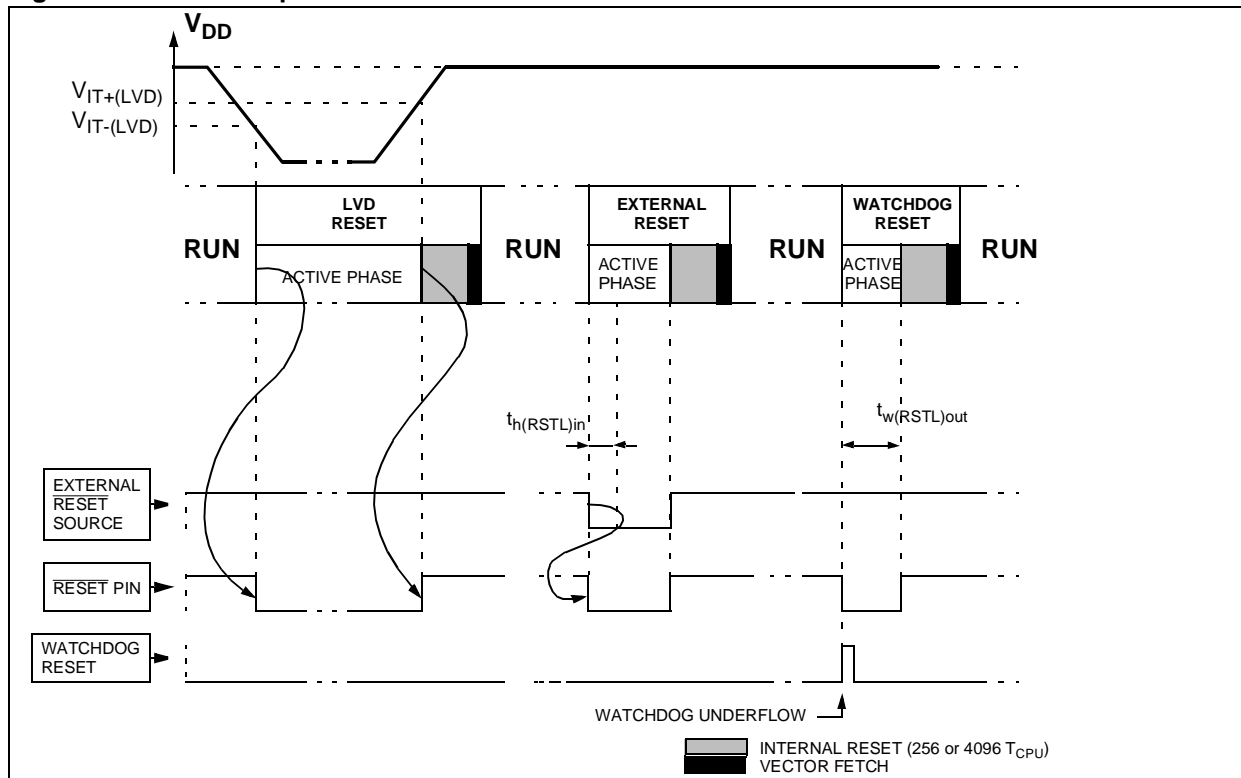 VDD
VIT+(LVD)
VIT-(LVD)
LVD
RESET
EXTERNAL
RESET
WATCHDOG
RESET
RUN
RUN
RUN
RUN
ACTIVE PHASE
ACTIVE
PHASE
ACTIVE
PHASE
th(RSTL)in
tw(RSTL)out
EXTERNAL
RESET
SOURCE
RESET PIN
WATCHDOG
RESET
WATCHDOG UNDERFLOW
INTERNAL RESET (256 or 4096 TCPU)
VECTOR FETCH